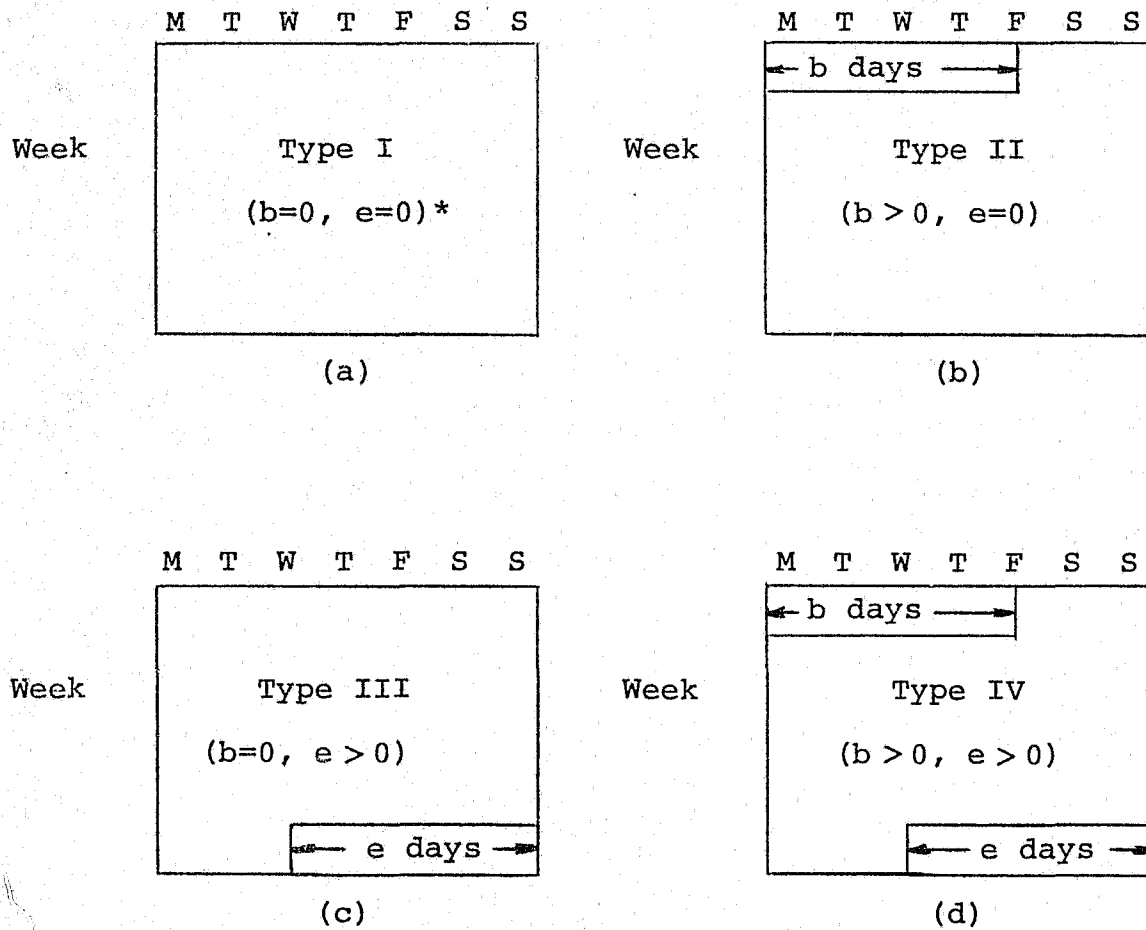 M T W T F S S
M T W T F S S
b days
Week
Type I
Week
Type II
(b=0, e=0)*
(b > 0, e=0)
(a)
(b)
M T W T F S S
M T W T F S S
b days
Week
Type III
Week
Type IV
(b=0, e > 0)
(b > 0, e > 0)
e days
e days
(c)
(d)